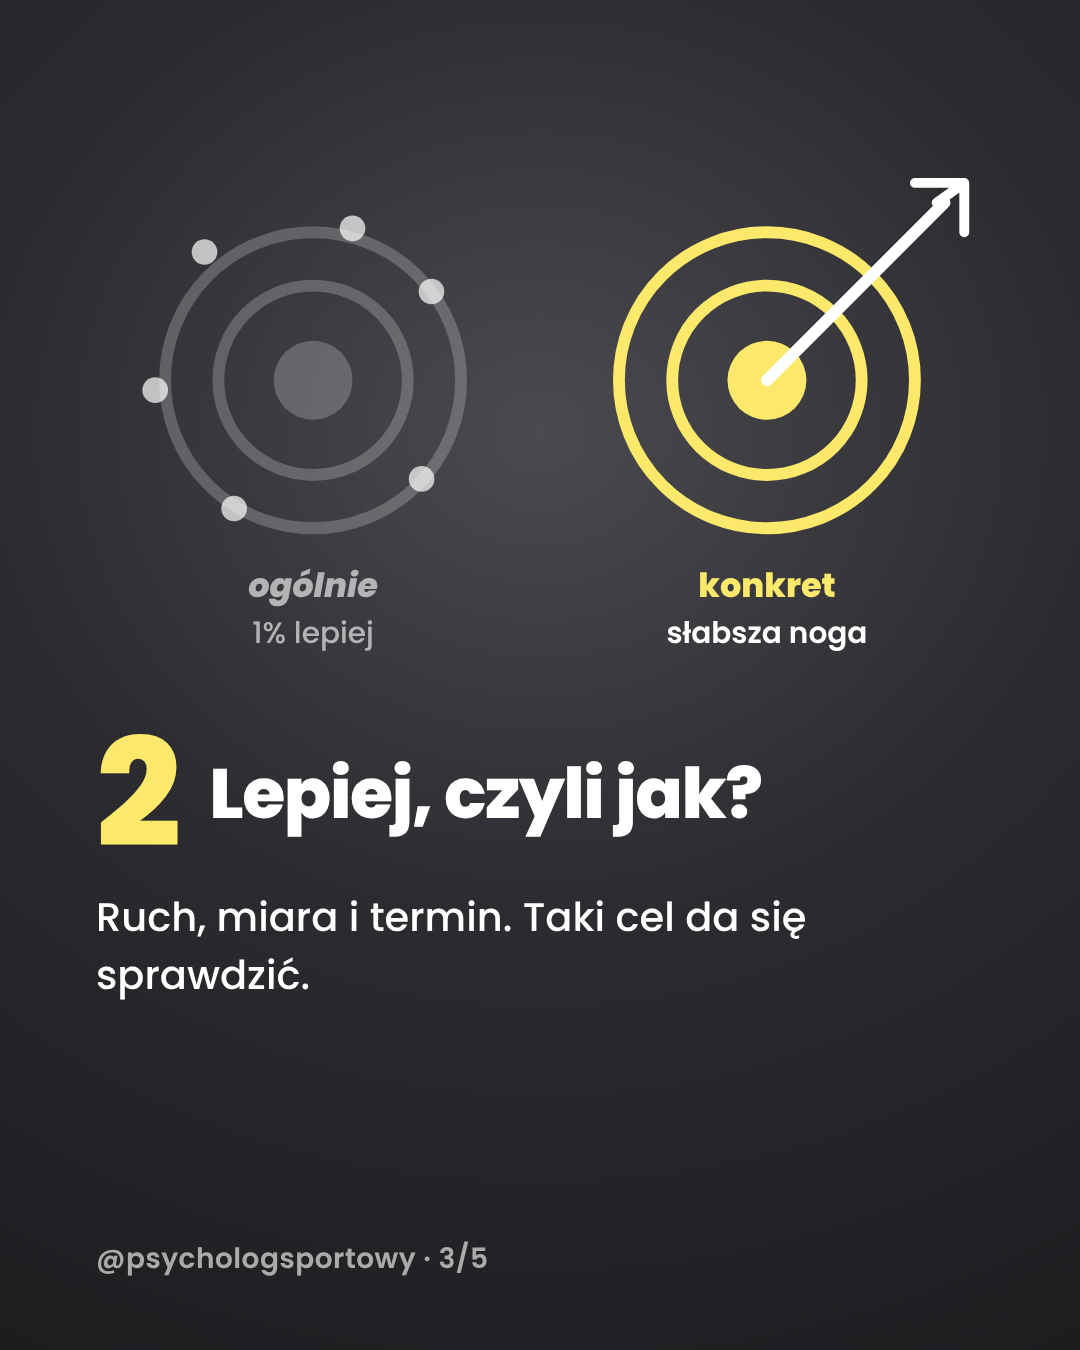 ogólnie
1% lepiej
konkret
słabsza noga
2 Lepiej, czyli jak?
Ruch, miara i termin. Taki cel da się
sprawdzić.
@psychologsportowy · 3/5